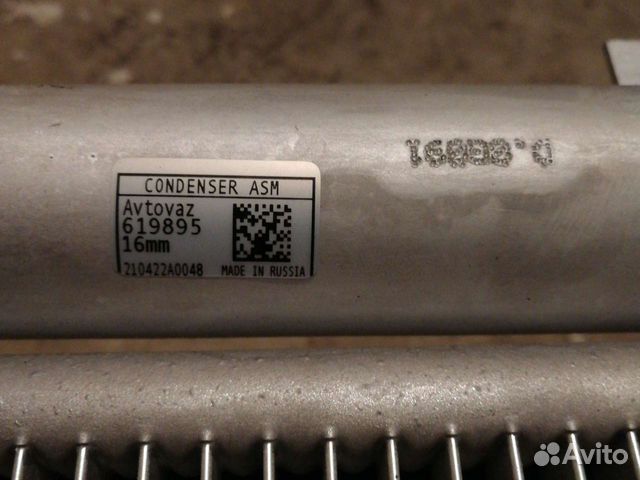 CONDENSER ASM
Avtovaz
619895
16mm
210422A0048 MADE IN RUSSIA
Avito